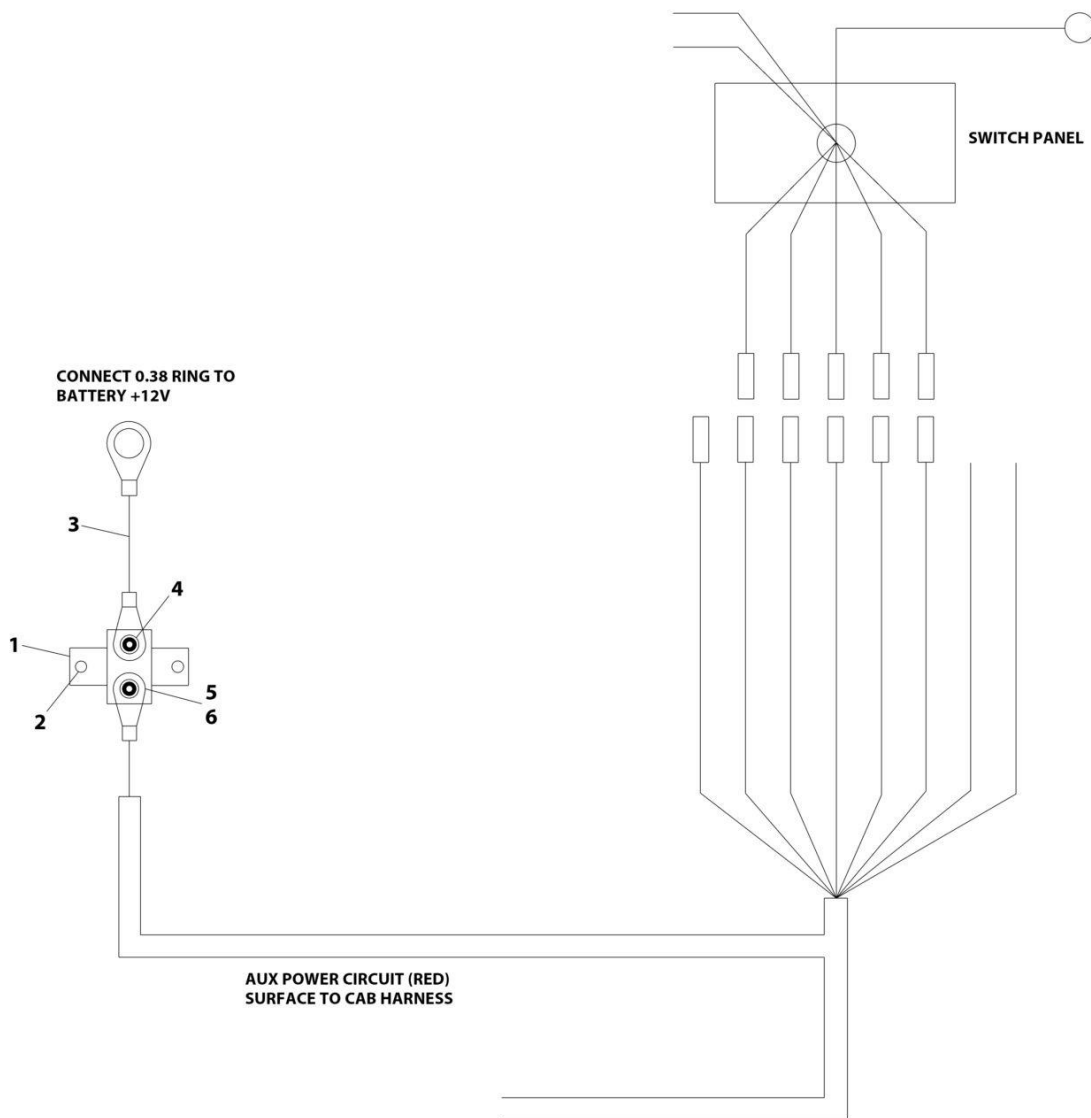 SWITCH PANEL
CONNECT 0.38 RING TO
BATTERY +12V
3
4
1
5
2
6
AUX POWER CIRCUIT (RED)
SURFACE TO CAB HARNESS